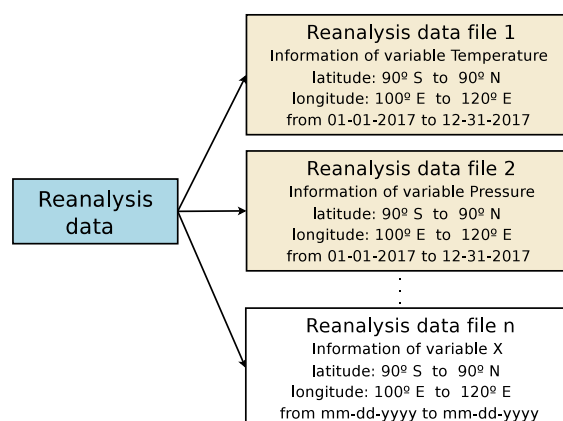 Reanalysis data file 1
Information of variable Temperature
latitude: 90º S to 90º N
longitude: 100º E to 120º E
from 01-01-2017 to 12-31-2017
Reanalysis
data
Reanalysis data file 2
Information of variable Pressure
latitude: 90º S to 90º N
longitude: 100º E to 120º E
from 01-01-2017 to 12-31-2017
Reanalysis data file n
Information of variable X
latitude: 90º S to 90º N
longitude: 100º E to 120º E
from mm-dd-yyyy to mm-dd-yyyy